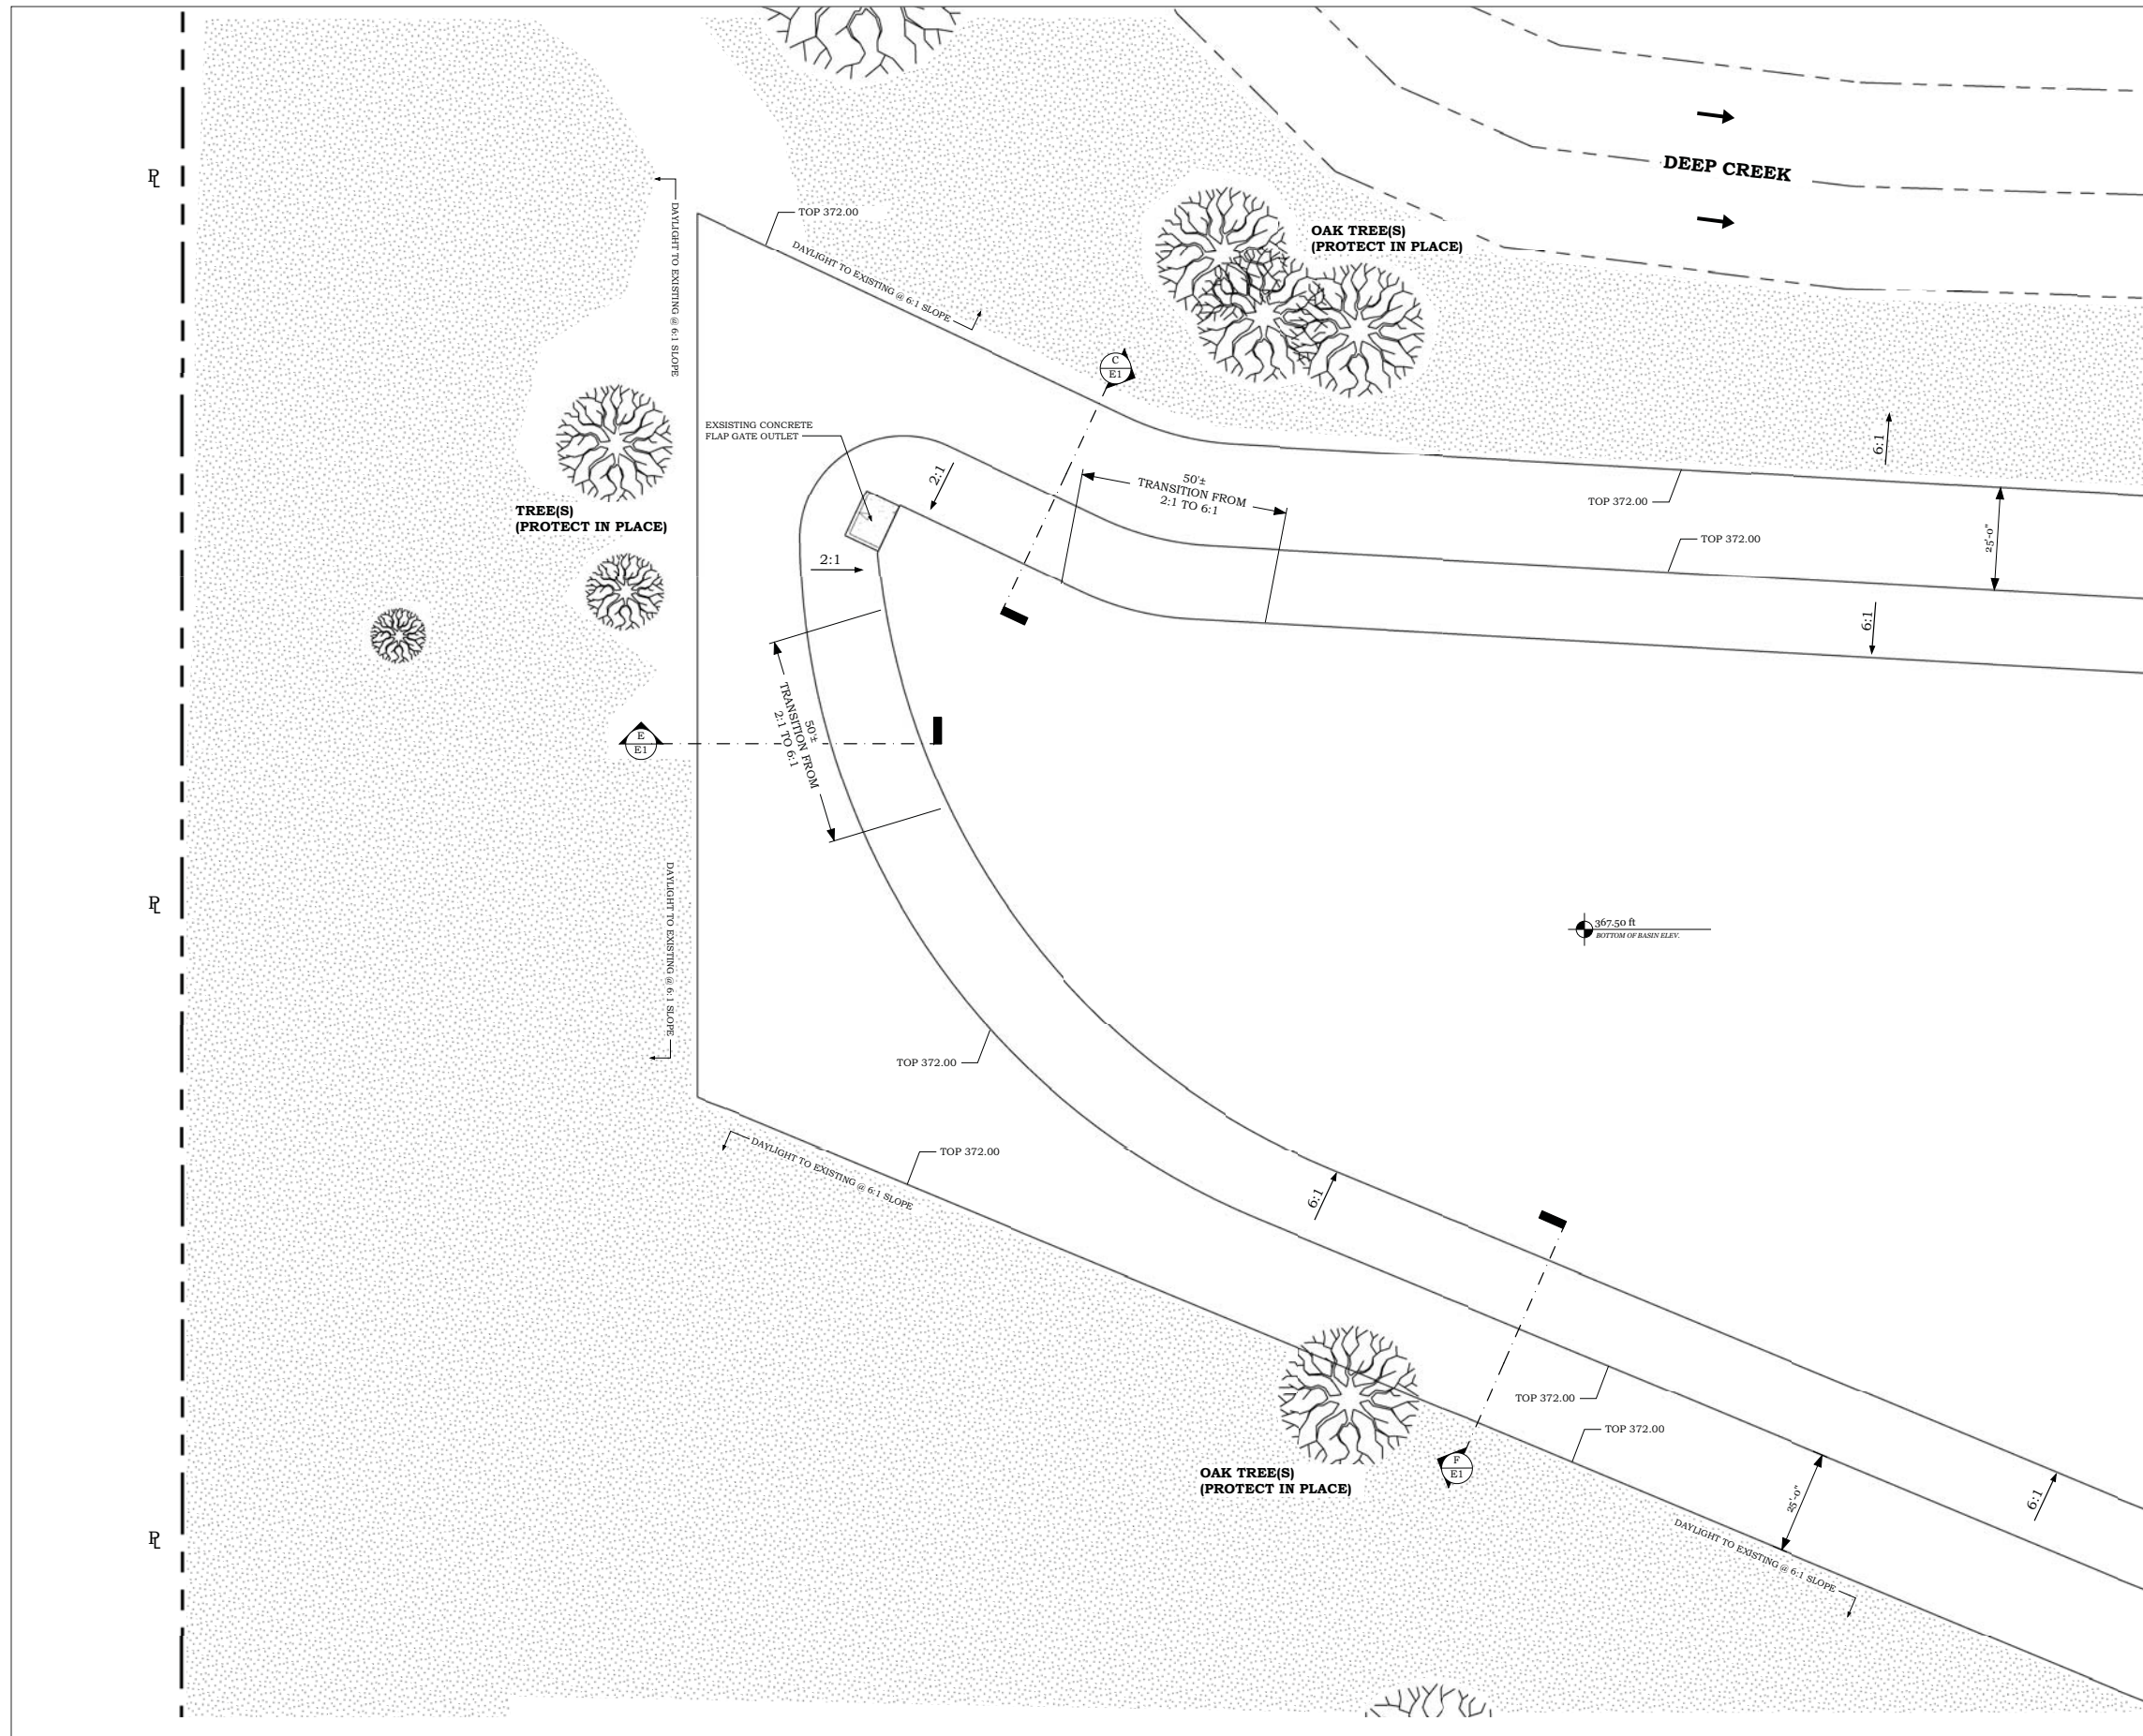 DEEP CREEK
PL
TOP 372.00
DAYLIGHT TO EXISTING @ 6:1 SLOPE
DAYLIGHT TO EXISTING @ 6:1 SLOPE
OAK TREE(S)
(PROTECT IN PLACE)
C
E1
EXSISTING CONCRETE
FLAP GATE OUTLET
6:1
2:1
50'±
TRANSITION FROM
2:1 TO 6:1
TOP 372.00
TREE(S)
(PROTECT IN PLACE)
TOP 372.00
25'-0"
2:1
6:1
50'±
TRANSITION FROM
2:1 TO 6:1
E
E1
PL
367.50 ft
BOTTOM OF BASIN ELEV.
DAYLIGHT TO EXISTING @ 6:1 SLOPE
TOP 372.00
TOP 372.00
DAYLIGHT TO EXISTING @ 6:1 SLOPE
6:1
TOP 372.00
TOP 372.00
F
E1
OAK TREE(S)
(PROTECT IN PLACE)
25'-0"
6:1
PL
DAYLIGHT TO EXISTING @ 6:1 SLOPE